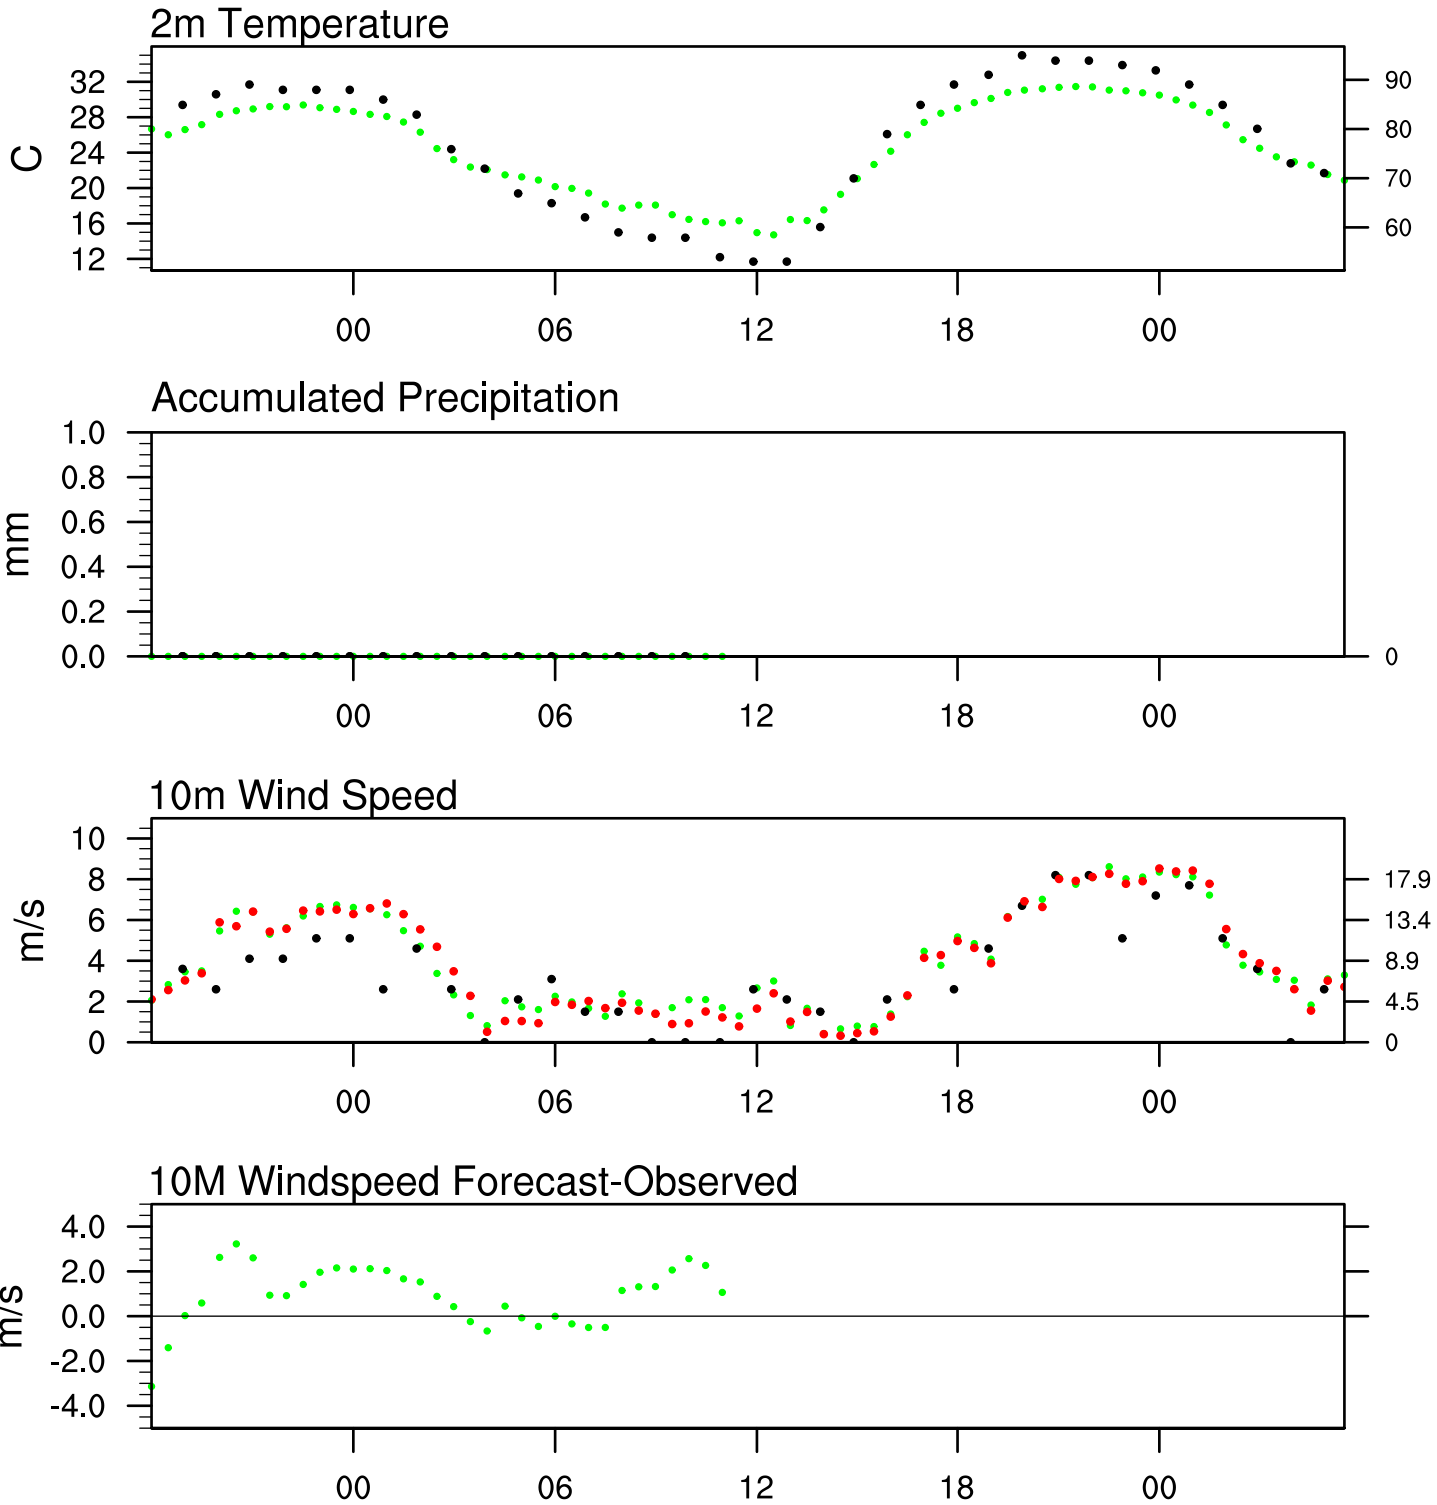 2m Temperature
C
32
28
24
20
16
12
90
80
70
60
00 06 12 18 00
Accumulated Precipitation
mm
1.0
0.8
0.6
0.4
0.2
0.0
0
00 06 12 18 00
10m Wind Speed
m/s
10
8
6
4
2
0
17.9
13.4
8.9
4.5
0
00 06 12 18 00
10M Windspeed Forecast-Observed
m/s
4.0
2.0
0.0
-2.0
-4.0
00 06 12 18 00